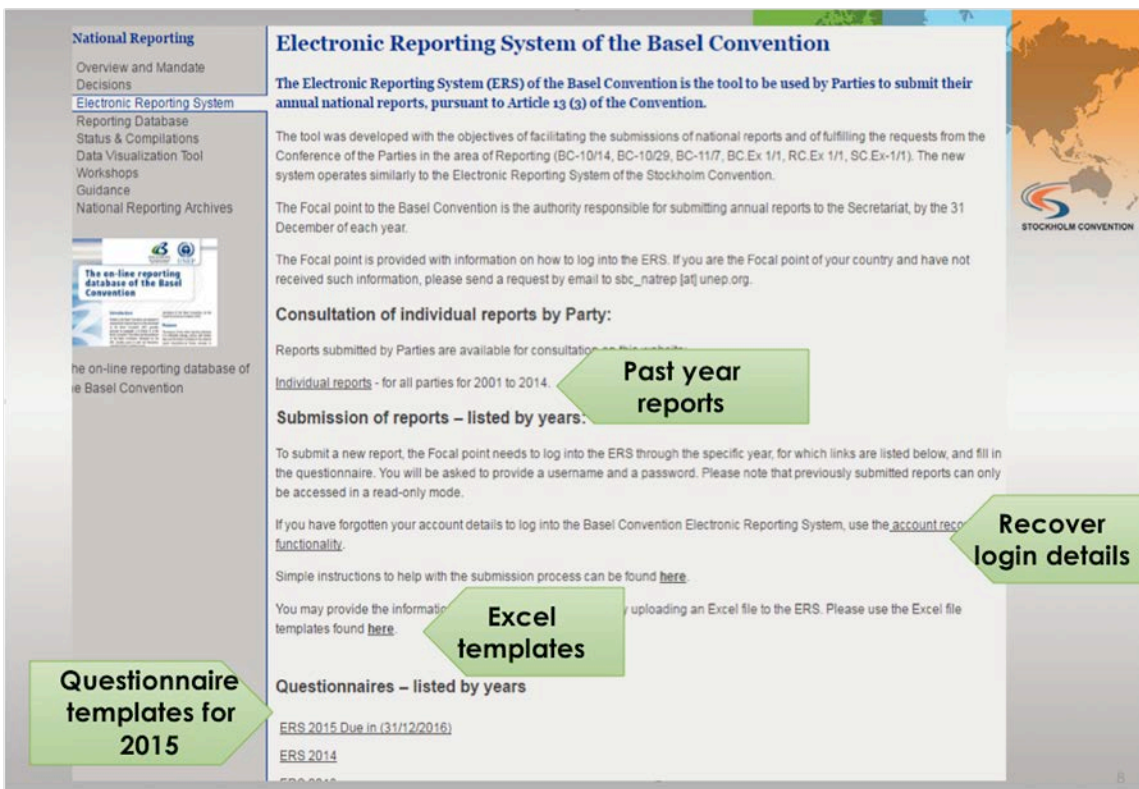 National Reporting
Overview and Mandate
Decisions
Electronic Reporting System
Reporting Database
Status & Compilations
Data Visualization Tool
Workshops
Guidance
National Reporting Archives
UNEP
The on-line reporting
database of the Basel
Convention
he on-line reporting database of
e Basel Convention
Electronic Reporting System of the Basel Convention
The Electronic Reporting System (ERS) of the Basel Convention is the tool to be used by Parties to submit their
annual national reports, pursuant to Article 13 (3) of the Convention.
The tool was developed with the objectives of facilitating the submissions of national reports and of fulfilling the requests from the
Conference of the Parties in the area of Reporting (BC-10/14, BC-10/29, BC-11/7, BC.Ex 1/1, RC.Ex 1/1, SC.Ex-1/1). The new
system operates similarly to the Electronic Reporting System of the Stockholm Convention.
The Focal point to the Basel Convention is the authority responsible for submitting annual reports to the Secretariat, by the 31
December of each year.
The Focal point is provided with information on how to log into the ERS. If you are the Focal point of your country and have not
received such information, please send a request by email to sbc_natrep [at] unep.org.
Consultation of individual reports by Party:
Reports submitted by Parties are available for consultation
Individual reports - for all parties for 2001 to 2014.
Past year
reports
Submission of reports – listed by years:
To submit a new report, the Focal point needs to log into the ERS through the specific year, for which links are listed below, and fill in
the questionnaire. You will be asked to provide a username and a password. Please note that previously submitted reports can only
be accessed in a read-only mode.
If you have forgotten your account details to log into the Basel Convention Electronic Reporting System, use the account reco
functionality.
Recover
login details
Simple instructions to help with the submission process can be found here.
You may provide the informatio
y uploading an Excel file to the ERS. Please use the Excel file
templates found here.
Excel
templates
Questionnaire
templates for
2015
Questionnaires – listed by years
ERS 2015 Due in (31/12/2016)
ERS 2014
STOCKHOLM CONVENTION
8